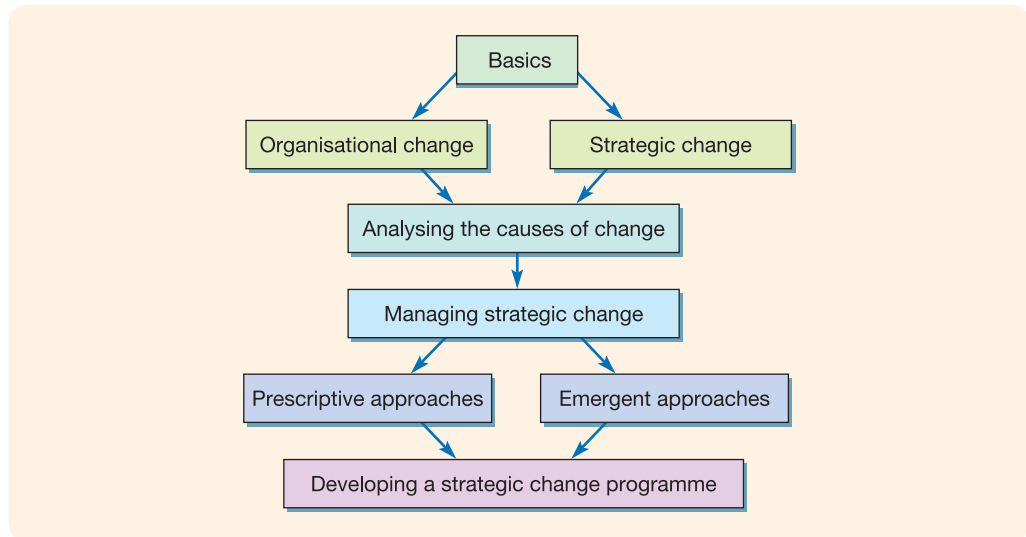 Basics
Organisational change
Strategic change
Analysing the causes of change
Managing strategic change
Prescriptive approaches
Emergent approaches
Developing a strategic change programme